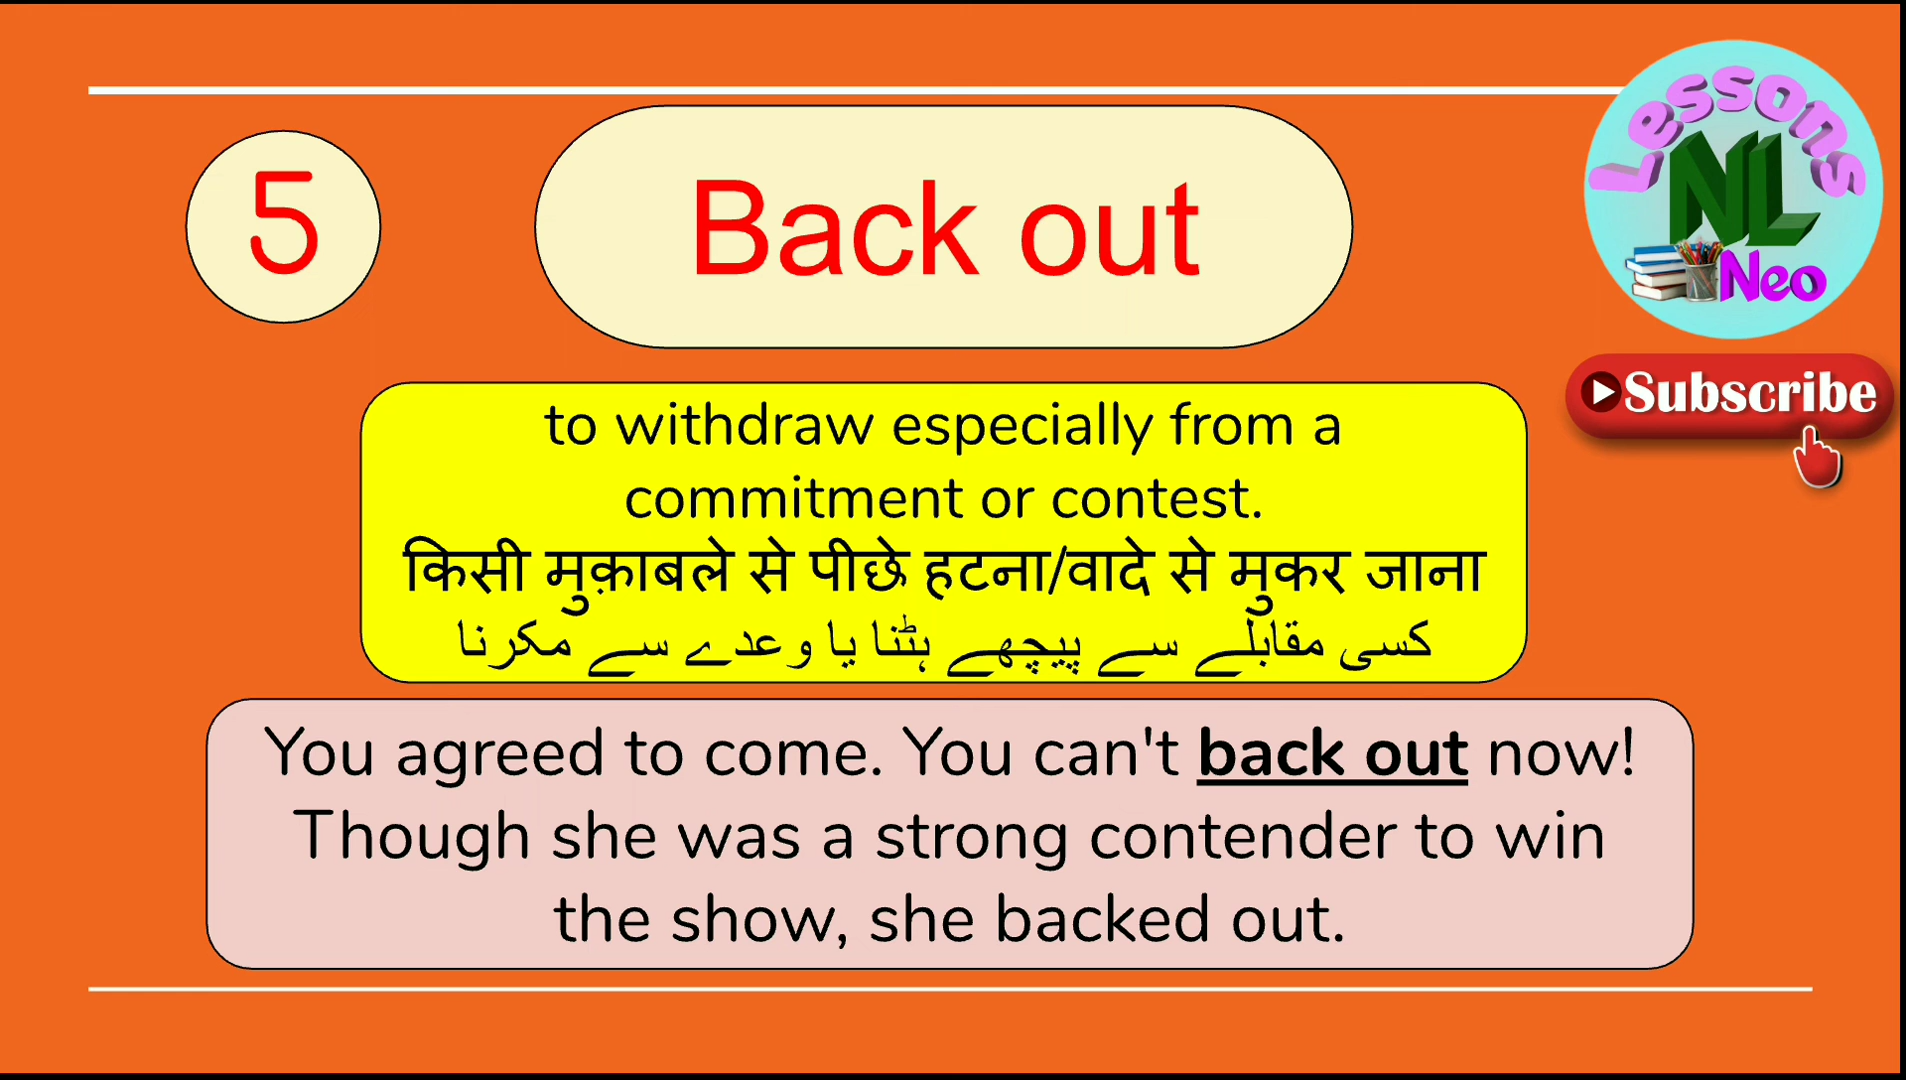 5
Back out
Lessons
NL
Neo
Subscribe
to withdraw especially from a
commitment or contest.
किसी मुक़ाबले से पीछे हटना/वादे से मुकर जाना
کسی مقابلے سے پیچھے ہٹنا یا وعدے سے مکرنا
You agreed to come. You can't back out now!
Though she was a strong contender to win
the show, she backed out.